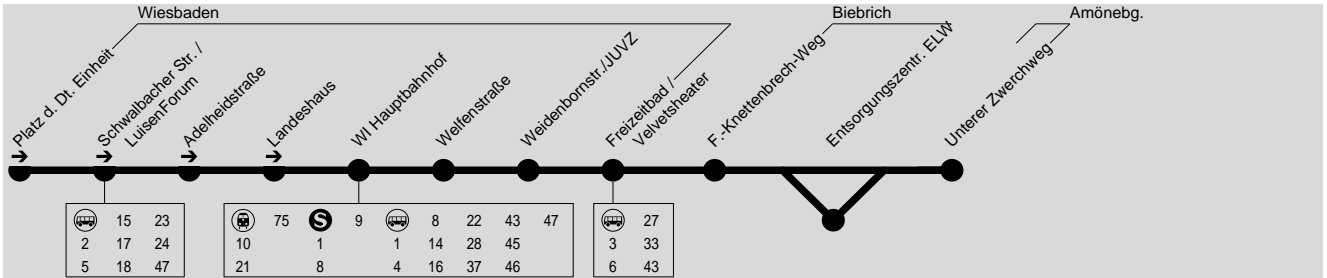 Wiesbaden
Biebrich
Amönebg.
Platz d. Dt. Einheit
Schwalbacher Str. /
LuisenForum
Adelheidstraße
Landeshaus
WI Hauptbahnhof
Welfenstraße
Weidenbornstr./JUVZ
Freizeitbad /
Velvetsheater
F.-Knettenbrech-Weg
Entsorgungszentr. ELW
Unterer Zwerchweg
15 23
2 17 24
5 18 47
75 S 9 8 22 43 47
10 1 1 14 28 45
21 8 4 16 37 46
27
3 33
6 43